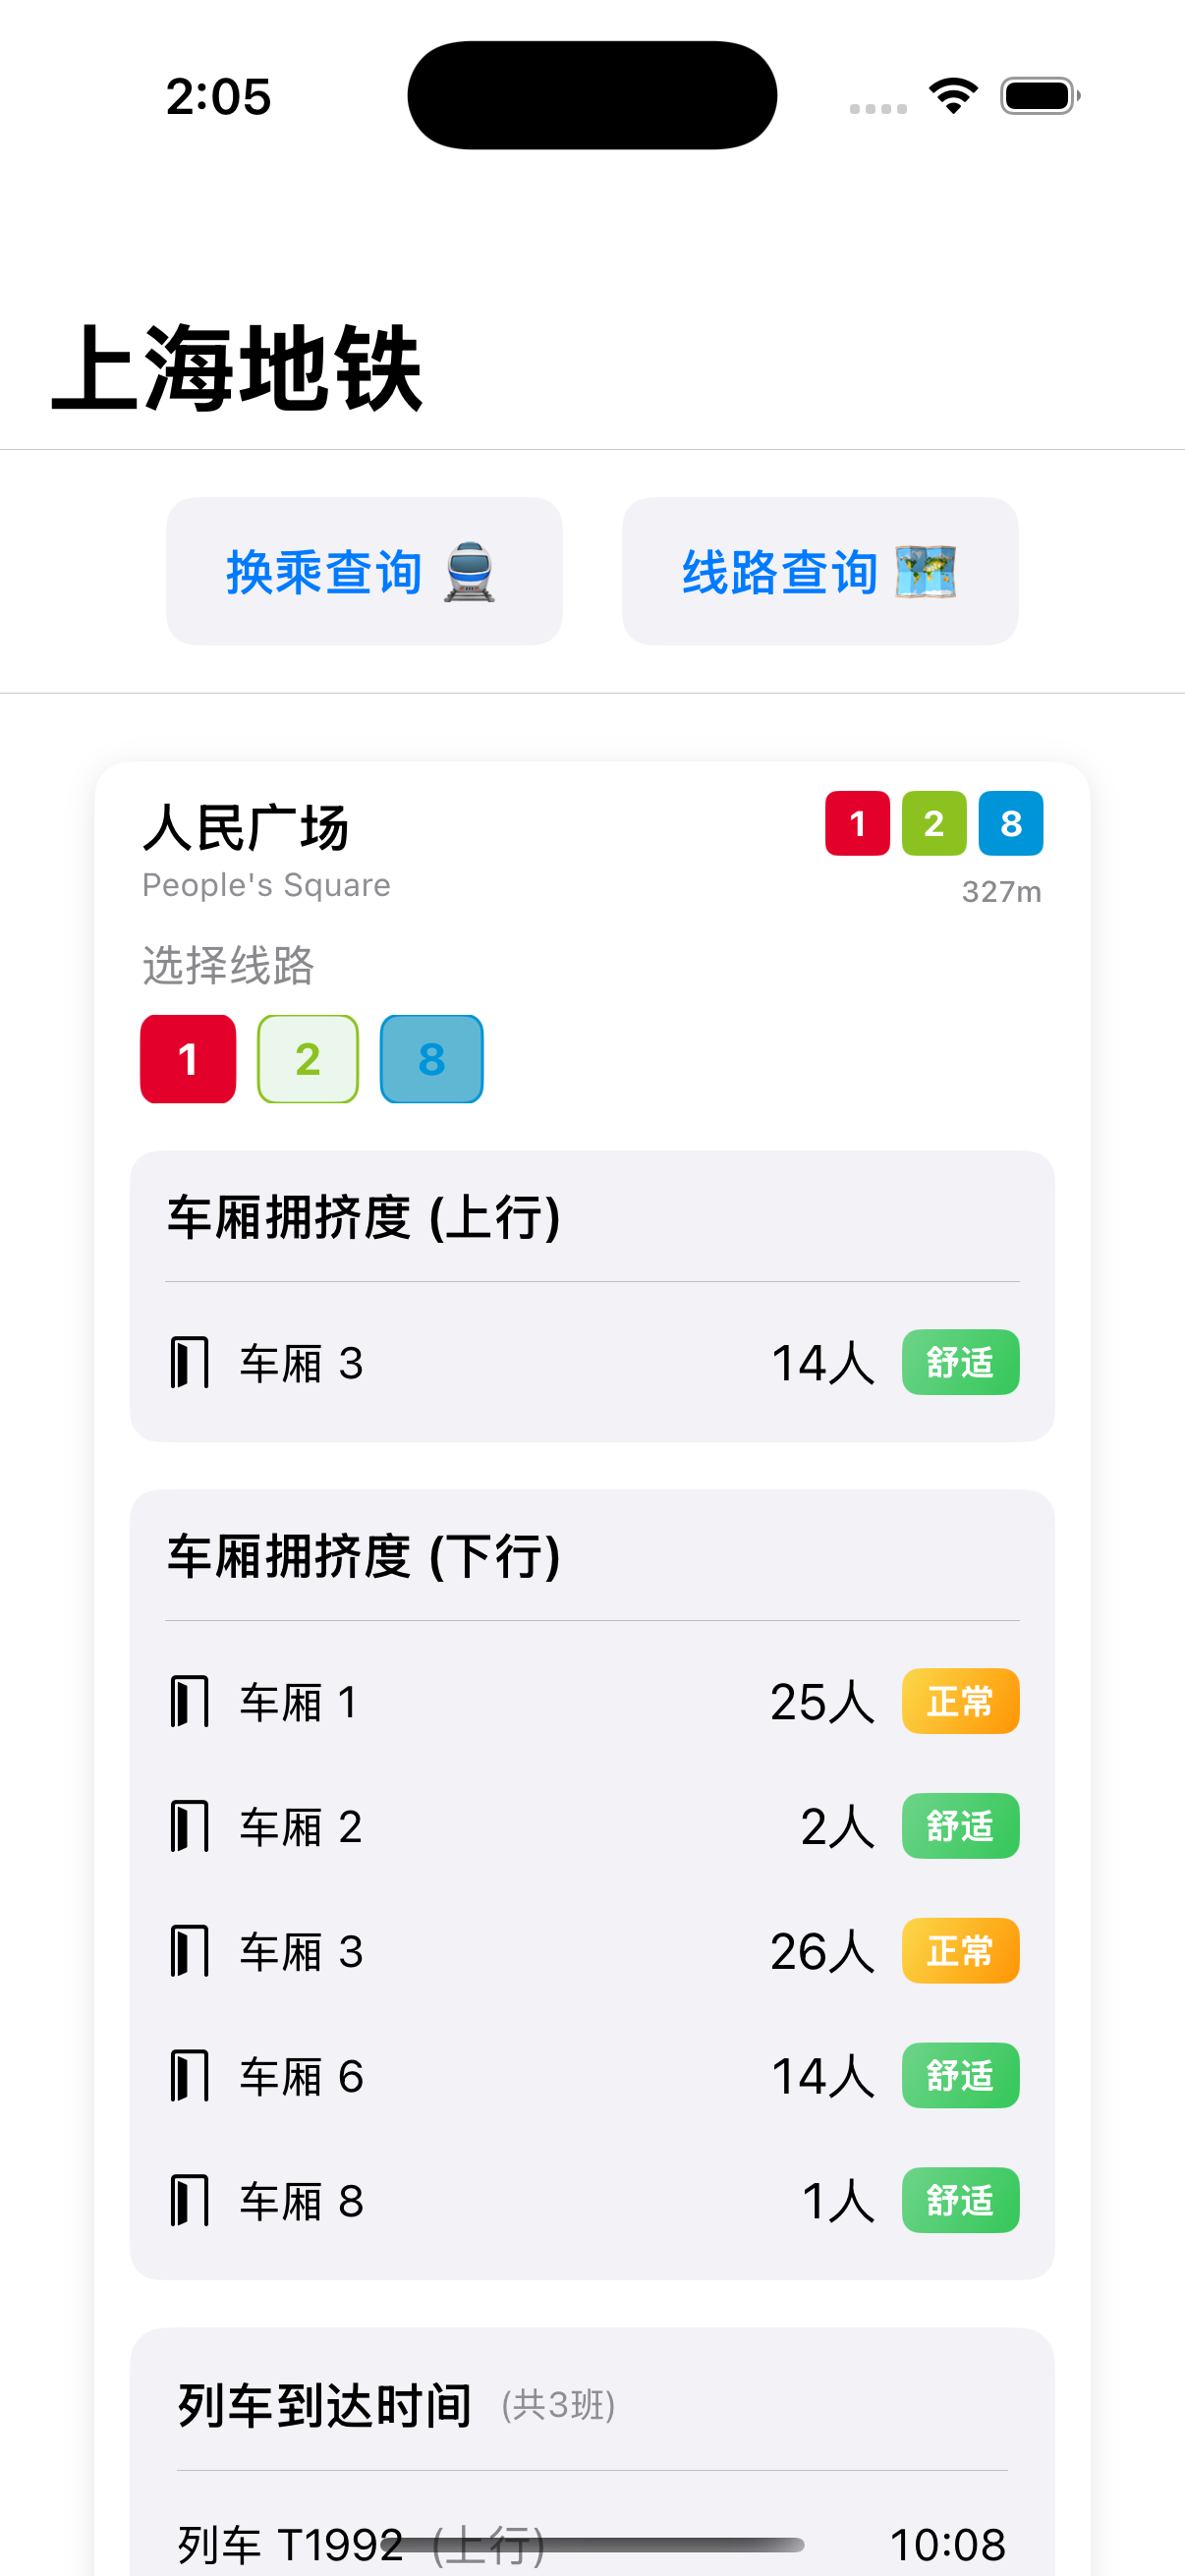 2:05
上海地铁
换乘查询 线路查询
人民广场 1 2 8
People's Square 327m
选择线路
1 2 8
车厢拥挤度 (上行)
车厢 3 14人 舒适
车厢拥挤度 (下行)
车厢 1 25人 正常
车厢 2 2人 舒适
车厢 3 26人 正常
车厢 6 14人 舒适
车厢 8 1人 舒适
列车到达时间 (共3班)
列车 T1992 (上行) 10:08